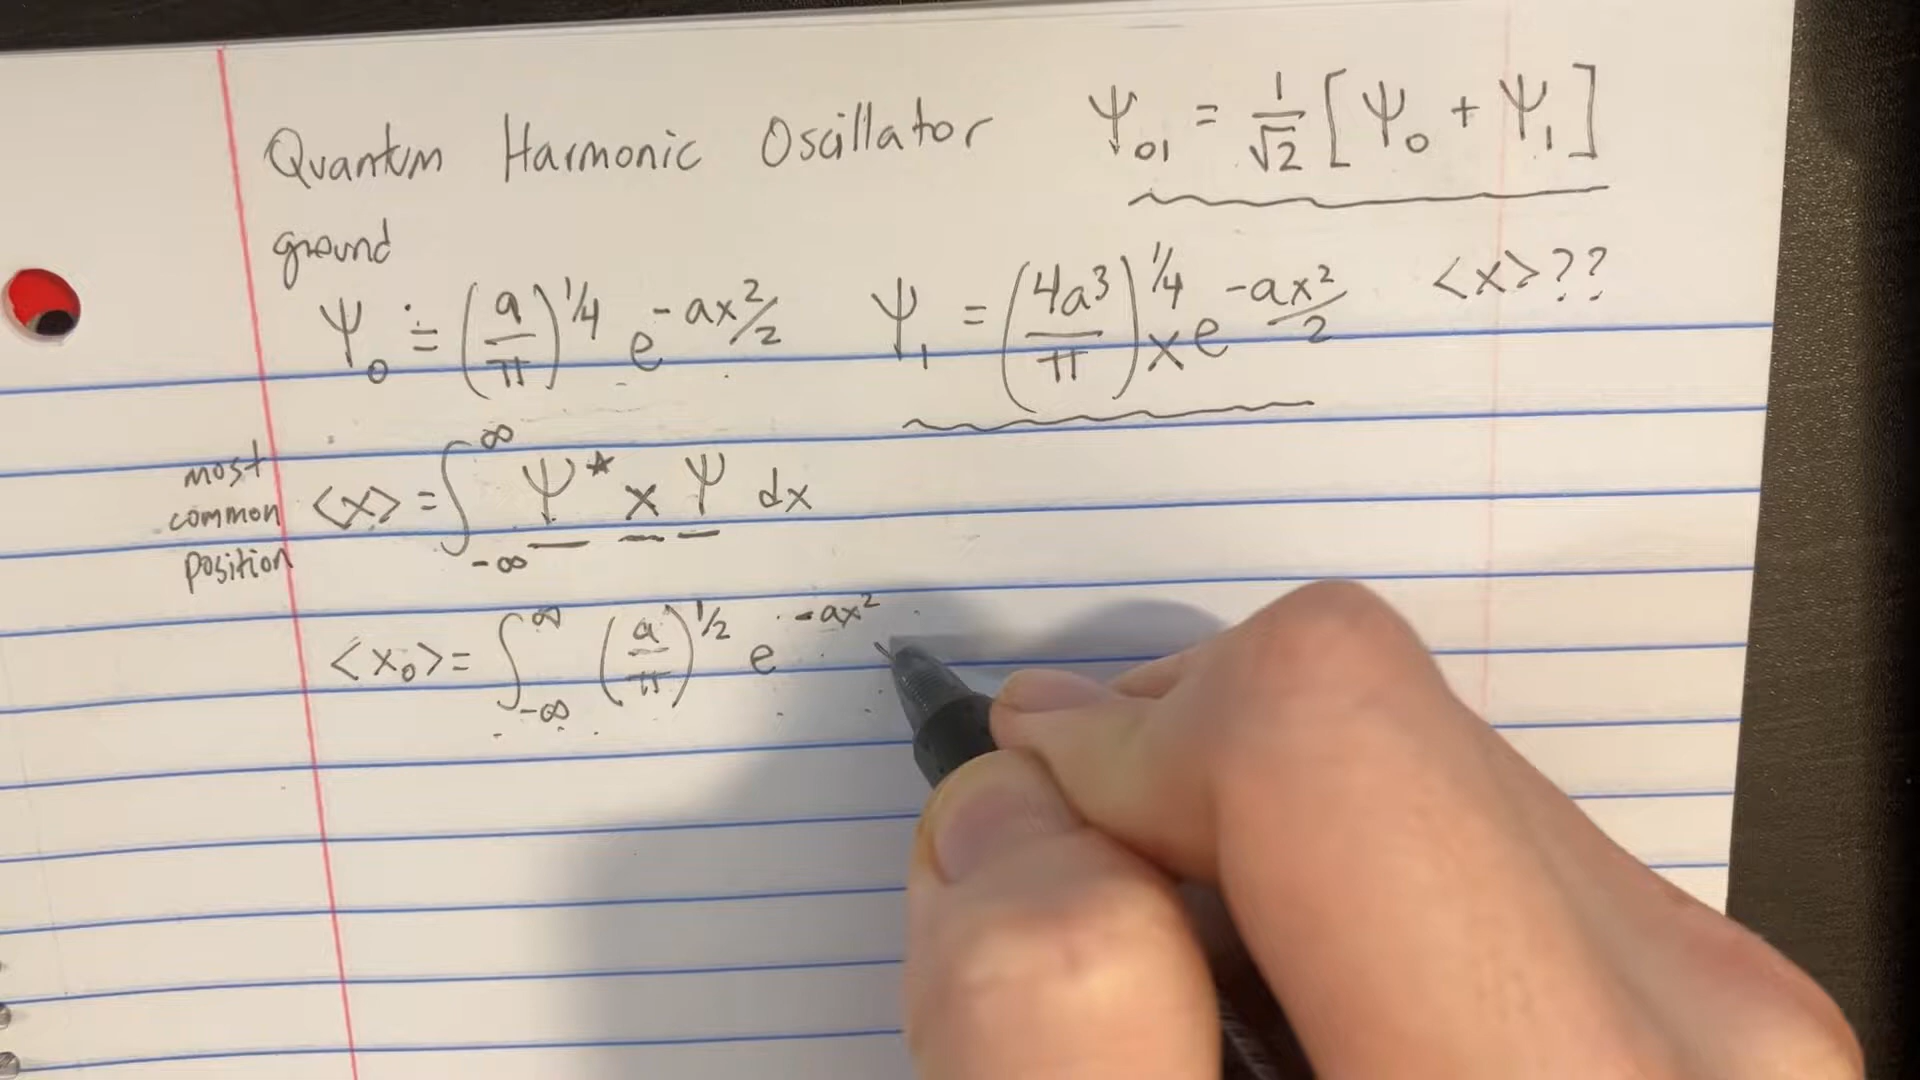 Quantum Harmonic Oscillator Ψ₀₁ = 1/√2 [Ψ₀ + Ψ₁]
ground
Ψ₀ = (a/π)^1/4 e^-ax²/2 Ψ₁ = (4a³/π)^1/4 x e^-ax²/2 <x>??
most common position <x> = ∫_-∞^∞ Ψ* x Ψ dx
<x₀> = ∫_-∞^∞ (a/π)^1/2 e^-ax²